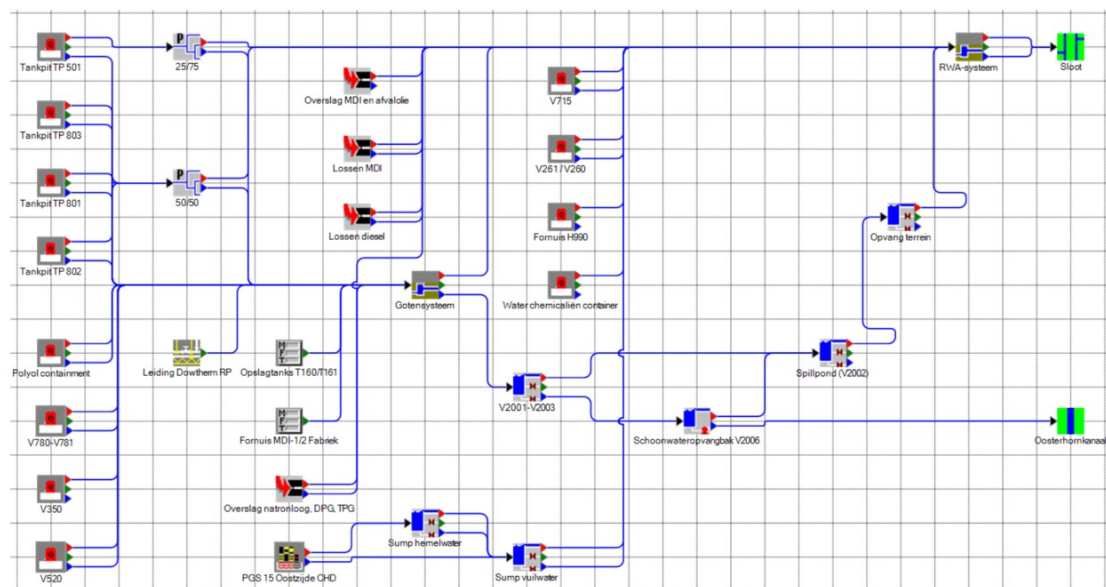 Tankpit TP 501
P
25/75
RWA-systeem
Sloot
Overslag MDI en afvalolie
V715
Tankpit TP 803
Lossen MDI
V261 / V260
Tankpit TP 801
P
50/50
Lossen diesel
Fornuis H990
Opvang terrein
Tankpit TP 802
Gotensysteem
Water chemicaliën container
Polyol containment
Leiding Dowtherm RP
M
F
T
Opslagtanks T160/T161
Spillpond (V2002)
V2001-V2003
V780-V781
M
F
T
Fornuis MDI-1/2 Fabriek
Schoonwateropvangbak V2006
Oosterhornkanaal
V350
Overslag natronloog, DPG, TPG
Sump hemelwater
V520
PGS 15 Oostzijde CHD
Sump vuilwater